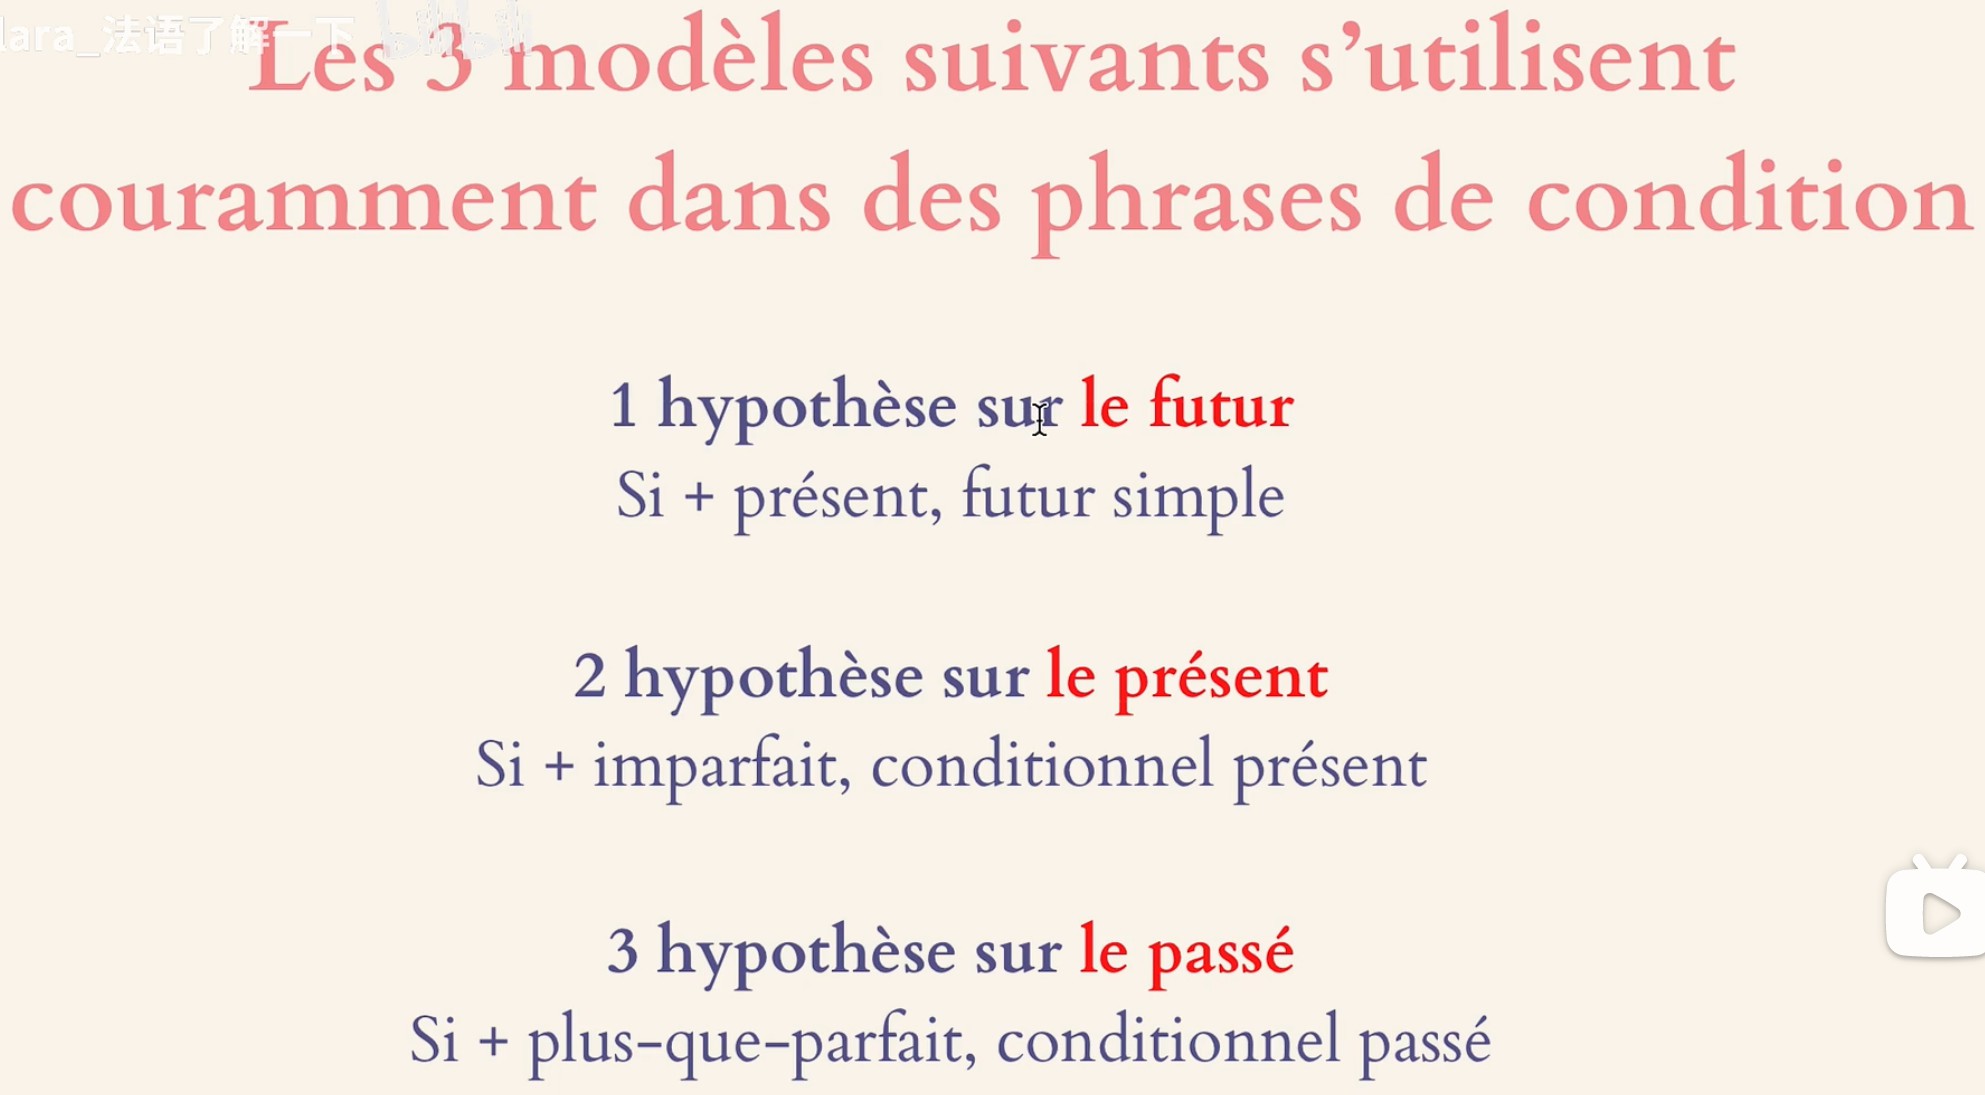 lara_法语了解一下 bilibili
Les 3 modèles suivants s’utilisent
couramment dans des phrases de condition
1 hypothèse sur le futur
Si + présent, futur simple
2 hypothèse sur le présent
Si + imparfait, conditionnel présent
3 hypothèse sur le passé
Si + plus-que-parfait, conditionnel passé